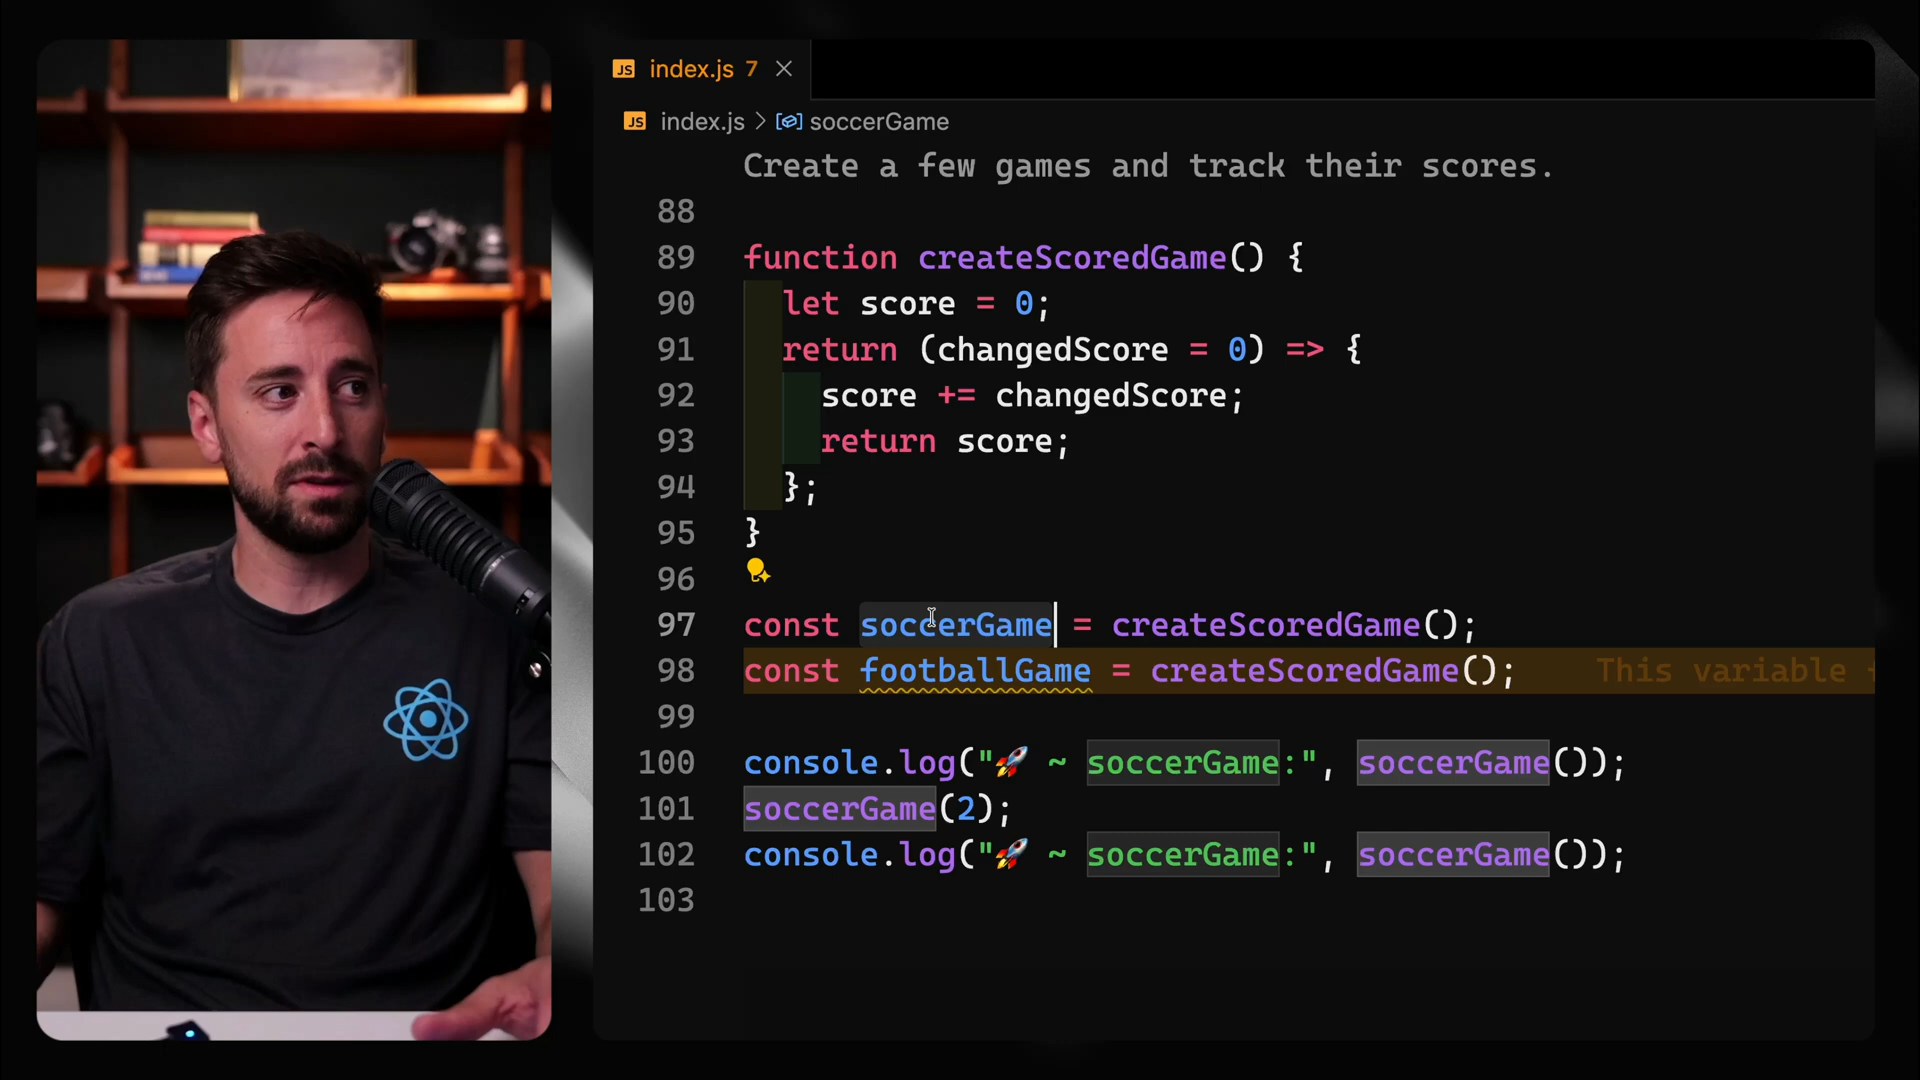 JS index.js 7
JS index.js > soccerGame
Create a few games and track their scores.
88
89 function createScoredGame() {
90 let score = 0;
91 return (changedScore = 0) => {
92 score += changedScore;
93 return score;
94 };
95 }
96
97 const soccerGame = createScoredGame();
98 const footballGame = createScoredGame(); This variable
99
100 console.log("🚀 ~ soccerGame:", soccerGame());
101 soccerGame(2);
102 console.log("🚀 ~ soccerGame:", soccerGame());
103